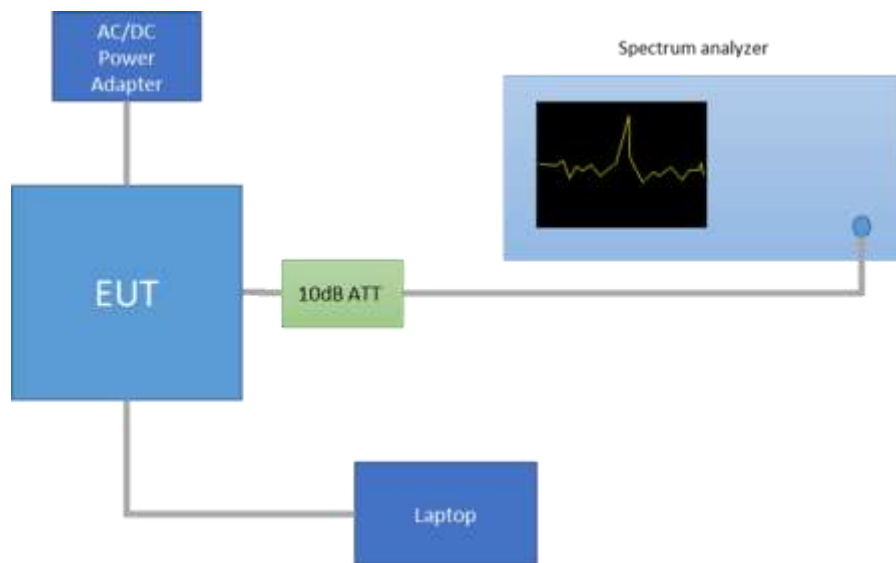 AC/DC
Power
Adapter
Spectrum analyzer
EUT
10dB ATT
Laptop